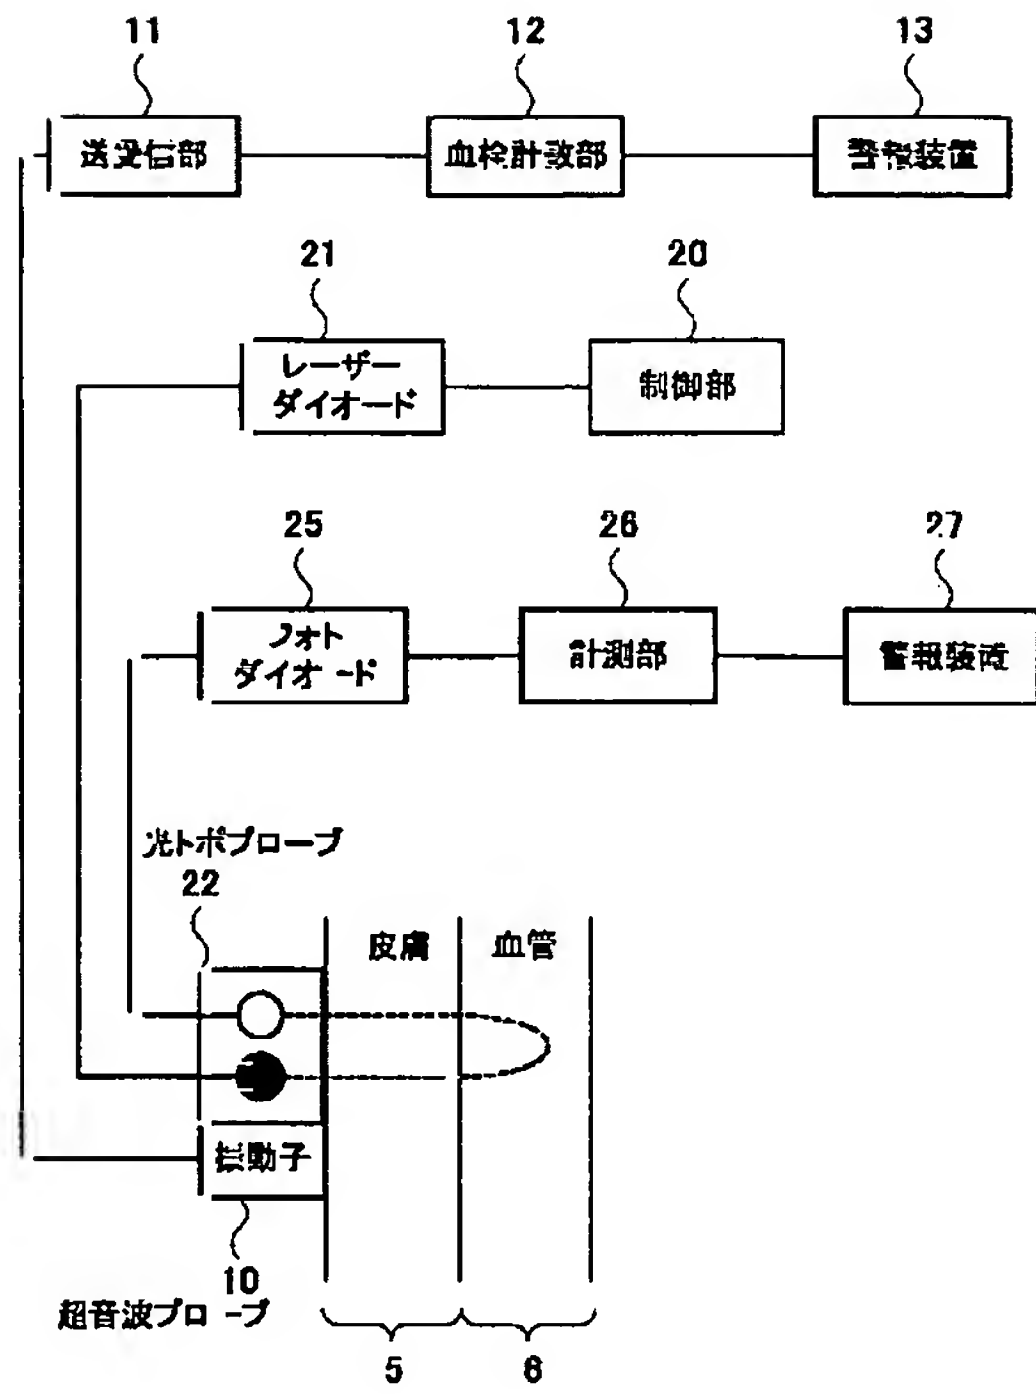 11
12
13
送受信部
血栓計数部
警報装置
21
20
レーザー
ダイオード
制御部
25
26
27
フォト
ダイオード
計測部
警報装置
光トポプローブ
22
皮膚
血管
振動子
10
超音波プローブ
5
6